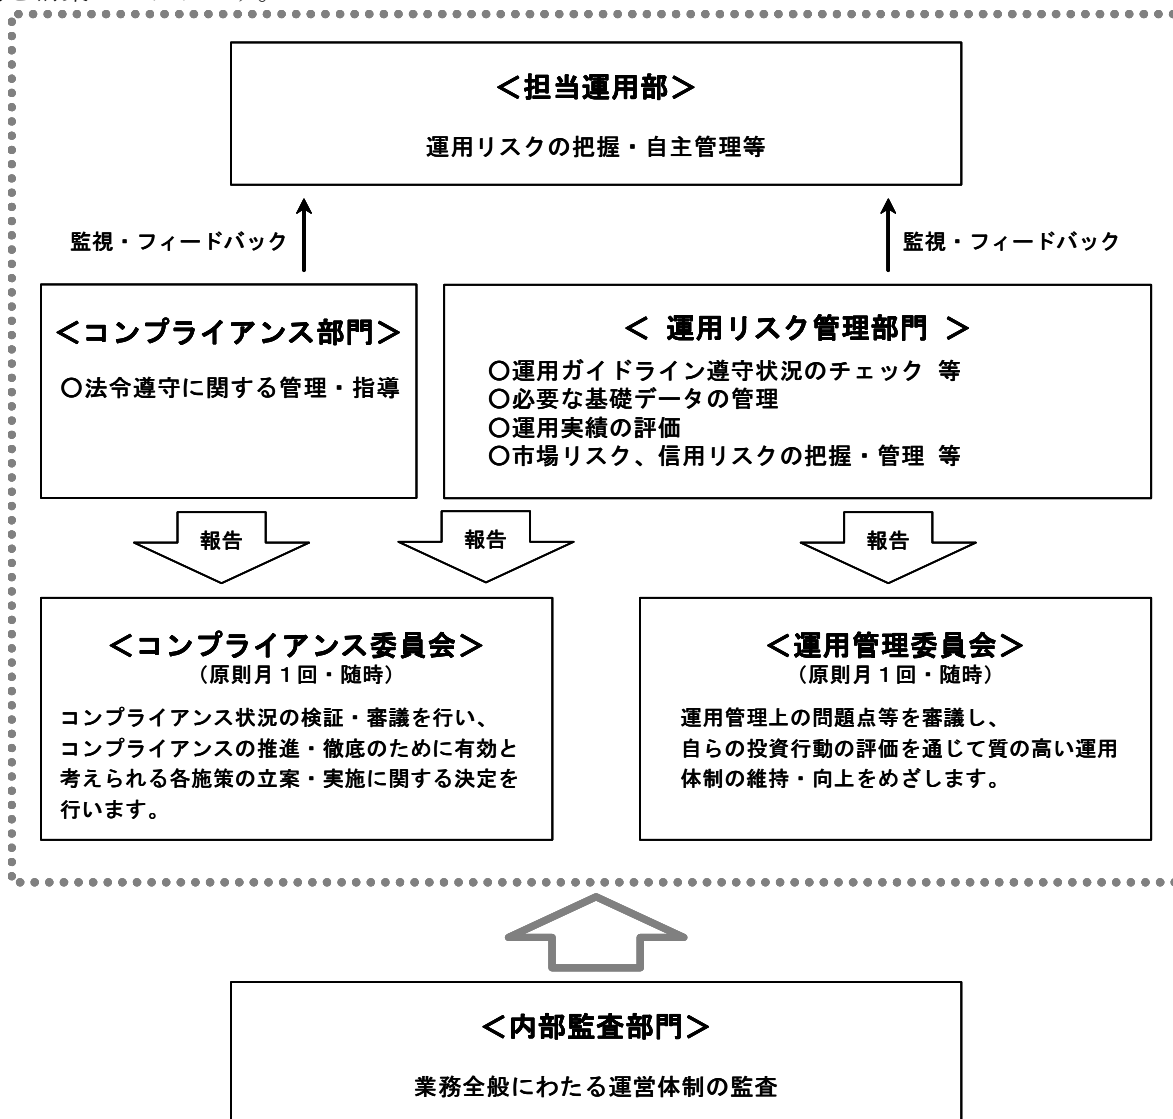 ＜担当運用部＞
運用リスクの把握・自主管理等
監視・フィードバック
監視・フィードバック
＜コンプライアンス部門＞
○法令遵守に関する管理・指導
＜ 運用リスク管理部門 ＞
○運用ガイドライン遵守状況のチェック 等
○必要な基礎データの管理
○運用実績の評価
○市場リスク、信用リスクの把握・管理 等
報告
報告
報告
＜コンプライアンス委員会＞
（原則月１回・随時）
コンプライアンス状況の検証・審議を行い、
コンプライアンスの推進・徹底のために有効と
考えられる各施策の立案・実施に関する決定を
行います。
＜運用管理委員会＞
（原則月１回・随時）
運用管理上の問題点等を審議し、
自らの投資行動の評価を通じて質の高い運用
体制の維持・向上をめざします。
＜内部監査部門＞
業務全般にわたる運営体制の監査